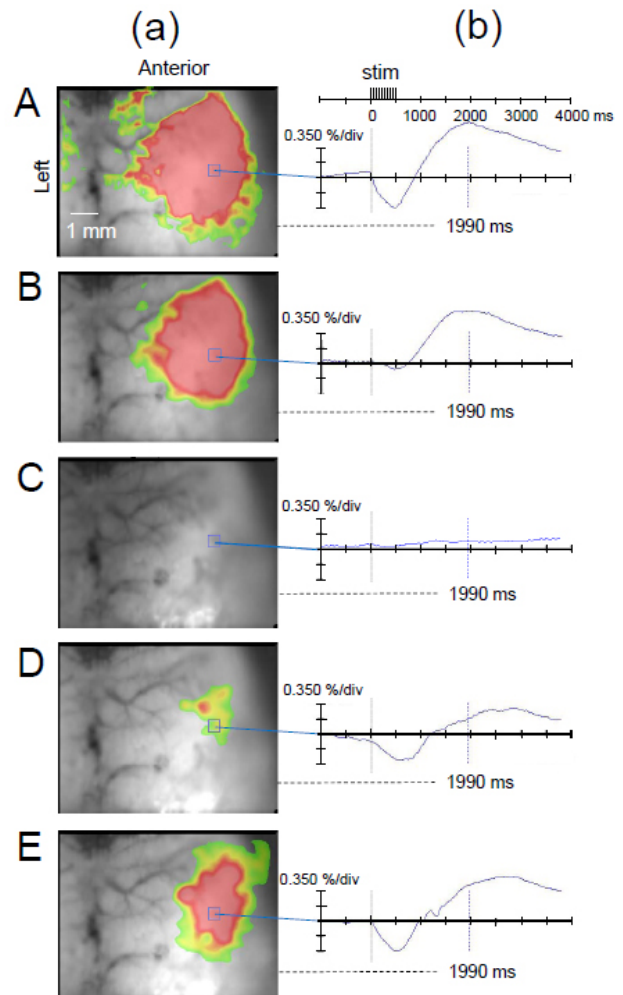 (a) (b)
Anterior stim
A
0 1000 2000 3000 4000 ms
0.350 %/div
Left
1 mm
1990 ms
B
0.350 %/div
1990 ms
C
0.350 %/div
1990 ms
D
0.350 %/div
1990 ms
E
0.350 %/div
1990 ms